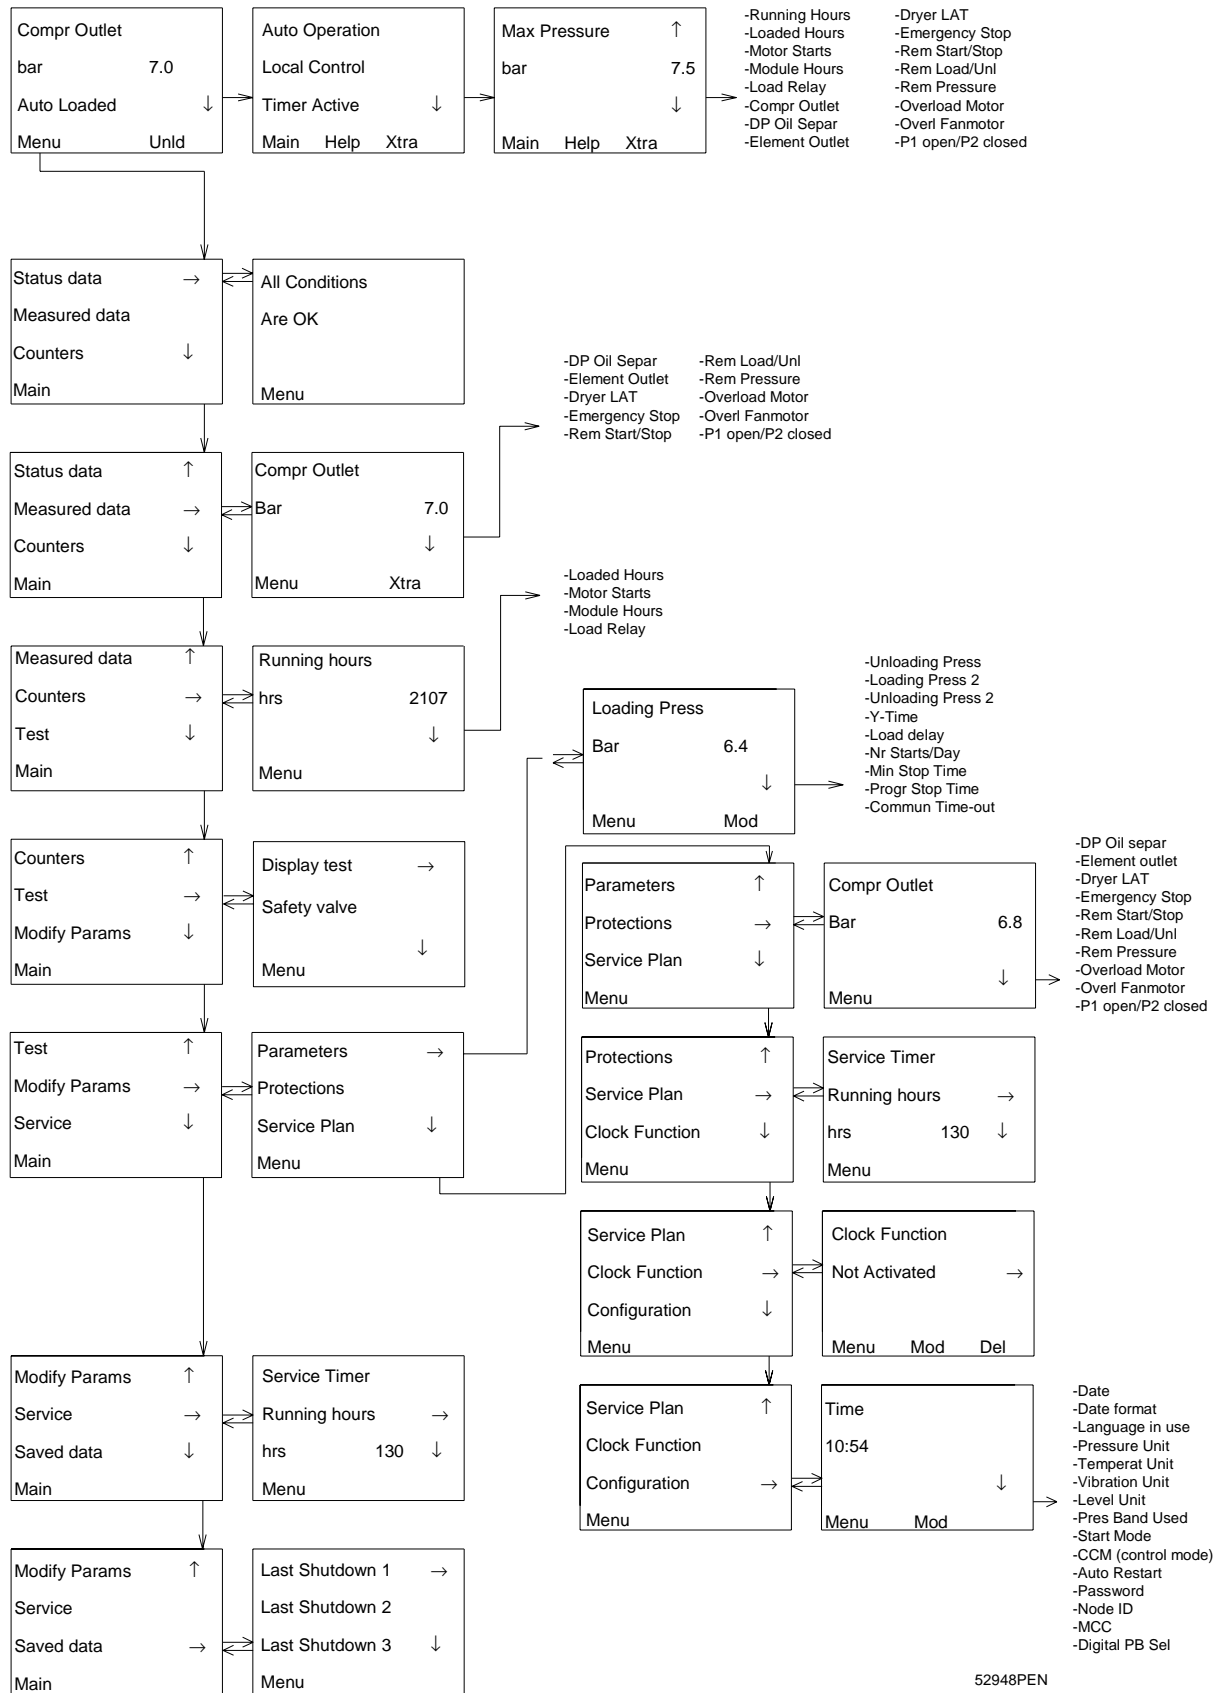 Compr Outlet
bar 7.0
Auto Loaded ↓
Menu Unld
Auto Operation
Local Control
Timer Active ↓
Main Help Xtra
Max Pressure ↑
bar 7.5
↓
Main Help Xtra
-Running Hours
-Loaded Hours
-Motor Starts
-Module Hours
-Load Relay
-Compr Outlet
-DP Oil Separ
-Element Outlet
-Dryer LAT
-Emergency Stop
-Rem Start/Stop
-Rem Load/Unl
-Rem Pressure
-Overload Motor
-Overl Fanmotor
-P1 open/P2 closed
Status data →
Measured data
Counters ↓
Main
All Conditions
Are OK
Menu
Status data ↑
Measured data →
Counters ↓
Main
Compr Outlet
Bar 7.0
↓
Menu Xtra
-DP Oil Separ
-Element Outlet
-Dryer LAT
-Emergency Stop
-Rem Start/Stop
-Rem Load/Unl
-Rem Pressure
-Overload Motor
-Overl Fanmotor
-P1 open/P2 closed
Measured data ↑
Counters →
Test ↓
Main
Running hours
hrs 2107
↓
Menu
-Loaded Hours
-Motor Starts
-Module Hours
-Load Relay
Loading Press
Bar 6.4
↓
Menu Mod
-Unloading Press
-Loading Press 2
-Unloading Press 2
-Y-Time
-Load delay
-Nr Starts/Day
-Min Stop Time
-Progr Stop Time
-Commun Time-out
Counters ↑
Test →
Modify Params ↓
Main
Display test →
Safety valve
↓
Menu
Parameters ↑
Protections →
Service Plan ↓
Menu
Compr Outlet
Bar 6.8
↓
Menu
-DP Oil separ
-Element outlet
-Dryer LAT
-Emergency Stop
-Rem Start/Stop
-Rem Load/Unl
-Rem Pressure
-Overload Motor
-Overl Fanmotor
-P1 open/P2 closed
Test ↑
Modify Params →
Service ↓
Main
Parameters →
Protections
Service Plan ↓
Menu
Protections ↑
Service Plan →
Clock Function ↓
Menu
Service Timer
Running hours →
hrs 130 ↓
Menu
Service Plan ↑
Clock Function →
Configuration ↓
Menu
Clock Function
Not Activated →
Menu Mod Del
Modify Params ↑
Service →
Saved data ↓
Main
Service Timer
Running hours →
hrs 130 ↓
Menu
Service Plan ↑
Clock Function
Configuration →
Menu
Time
10:54
↓
Menu Mod
-Date
-Date format
-Language in use
-Pressure Unit
-Temperat Unit
-Vibration Unit
-Level Unit
-Pres Band Used
-Start Mode
-CCM (control mode)
-Auto Restart
-Password
-Node ID
-MCC
-Digital PB Sel
Modify Params ↑
Service
Saved data →
Main
Last Shutdown 1 →
Last Shutdown 2
Last Shutdown 3 ↓
Menu
52948PEN